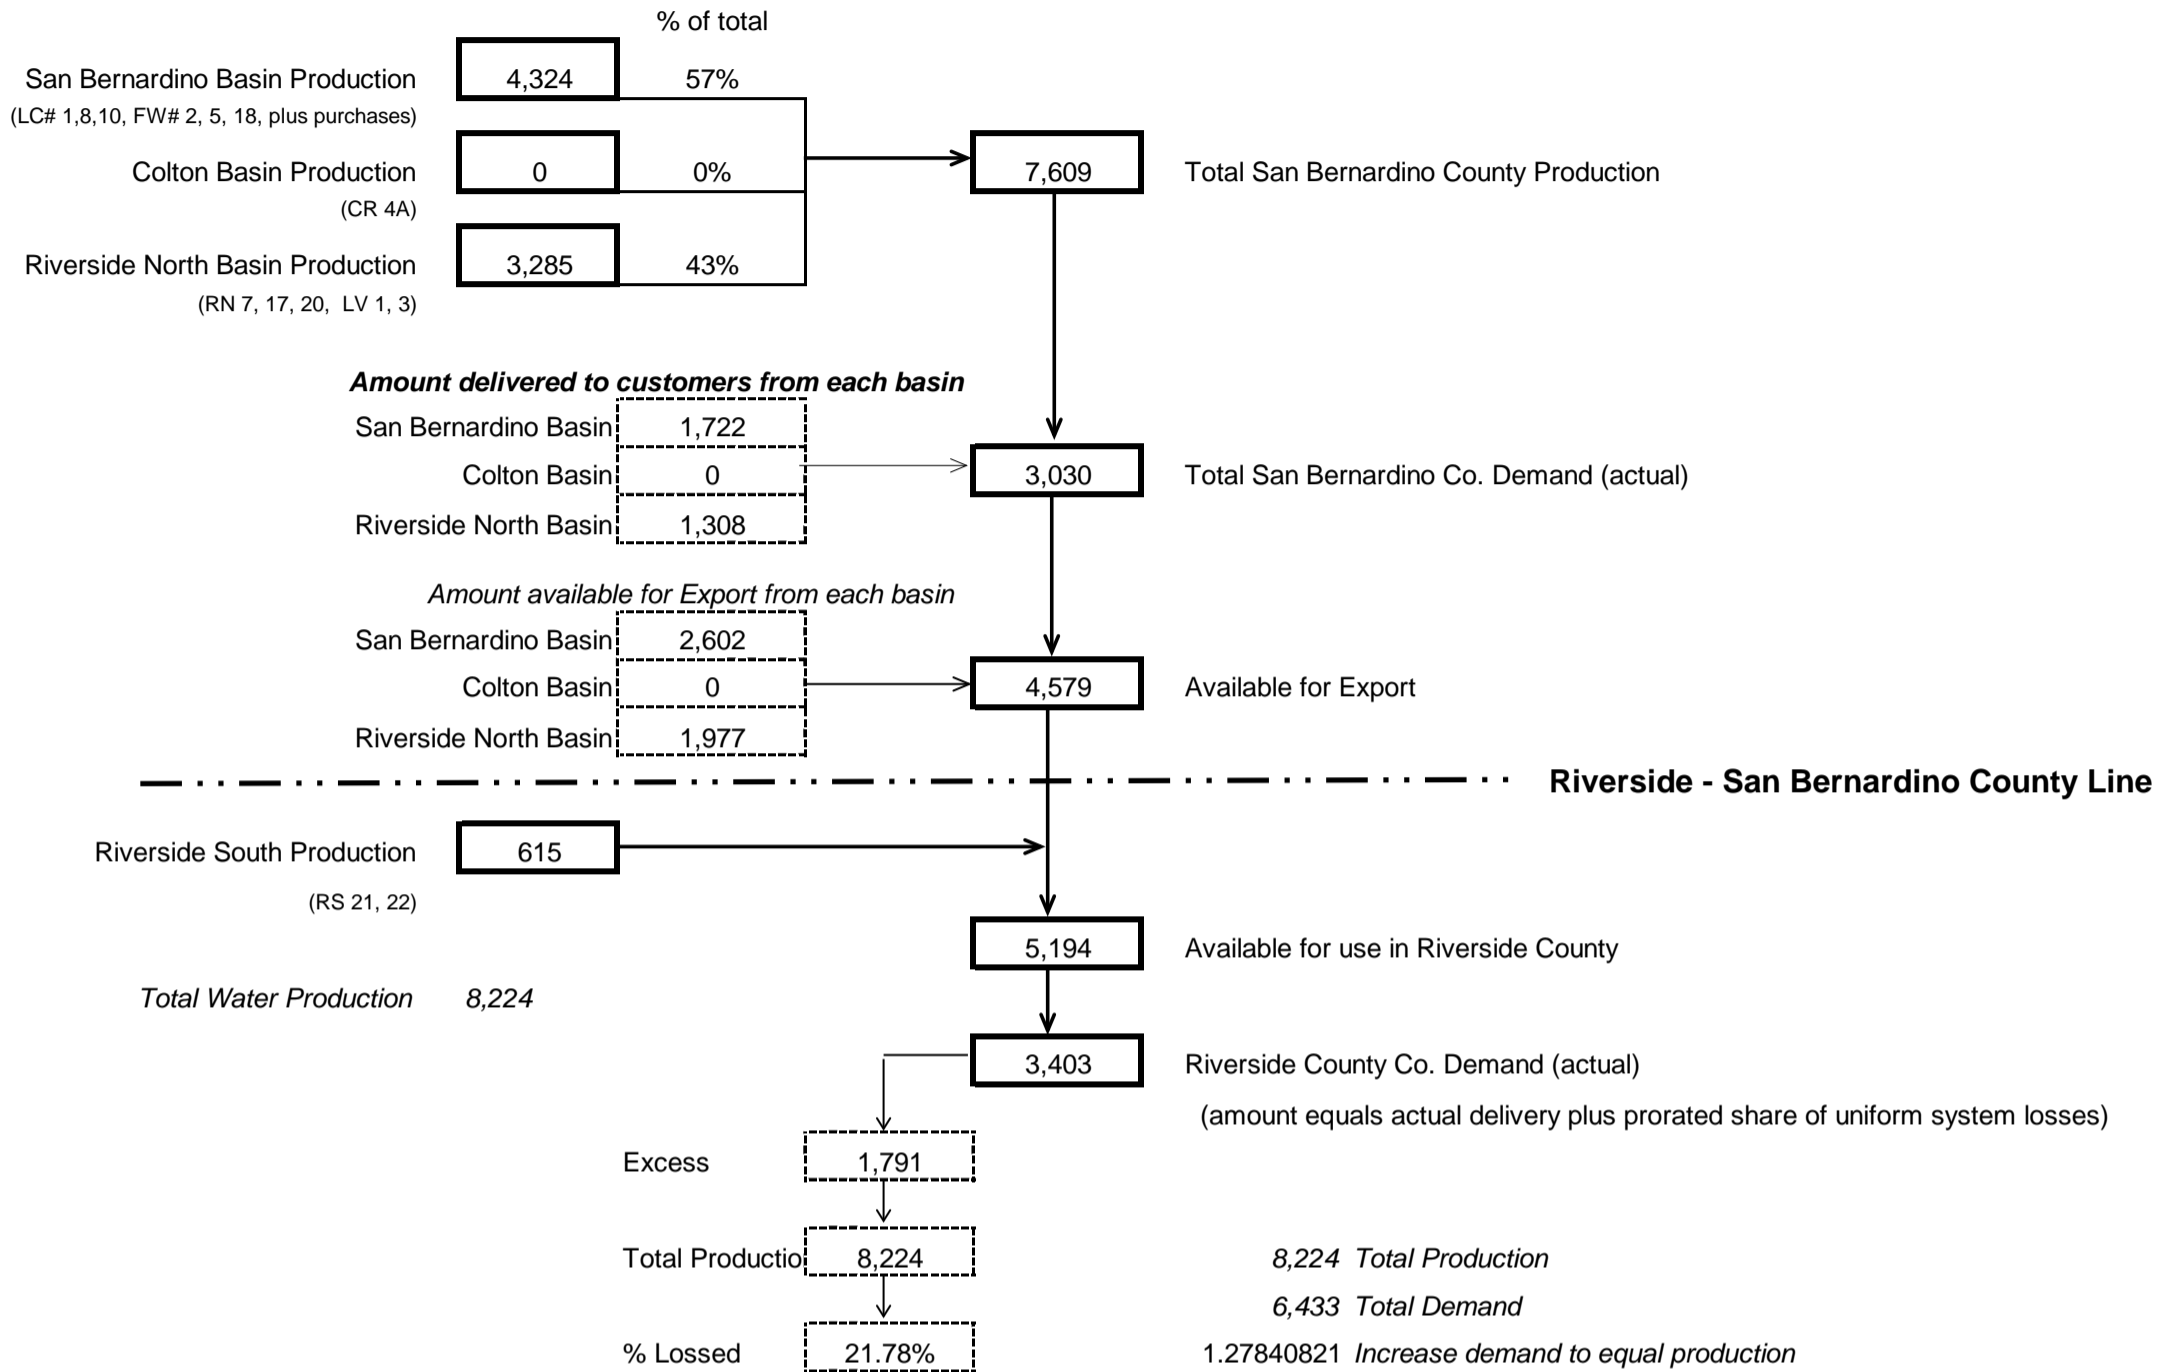 % of total
San Bernardino Basin Production 4,324 57%
(LC# 1,8,10, FW# 2, 5, 18, plus purchases)
Colton Basin Production 0 0% 7,609 Total San Bernardino County Production
(CR 4A)
Riverside North Basin Production 3,285 43%
(RN 7, 17, 20, LV 1, 3)
Amount delivered to customers from each basin
San Bernardino Basin 1,722
Colton Basin 0 3,030 Total San Bernardino Co. Demand (actual)
Riverside North Basin 1,308
Amount available for Export from each basin
San Bernardino Basin 2,602
Colton Basin 0 4,579 Available for Export
Riverside North Basin 1,977
Riverside - San Bernardino County Line
Riverside South Production 615
(RS 21, 22)
5,194 Available for use in Riverside County
Total Water Production 8,224
3,403 Riverside County Co. Demand (actual)
(amount equals actual delivery plus prorated share of uniform system losses)
Excess 1,791
Total Productio 8,224 8,224 Total Production
6,433 Total Demand
% Lossed 21.78% 1.27840821 Increase demand to equal production